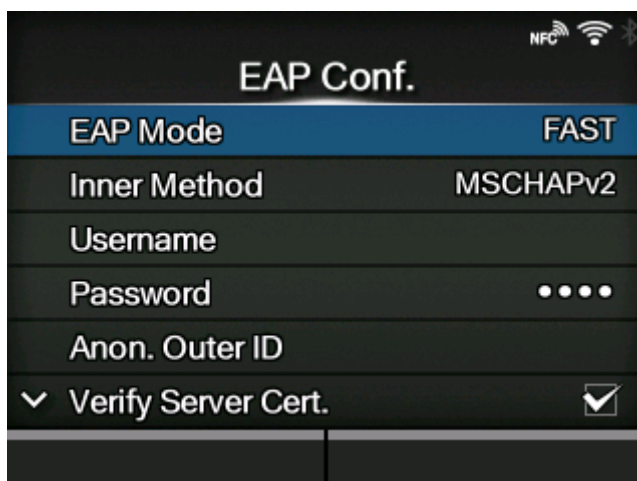 NFC
EAP Conf.
EAP Mode FAST
Inner Method MSCHAPv2
Username
Password ●●●●
Anon. Outer ID
Verify Server Cert.